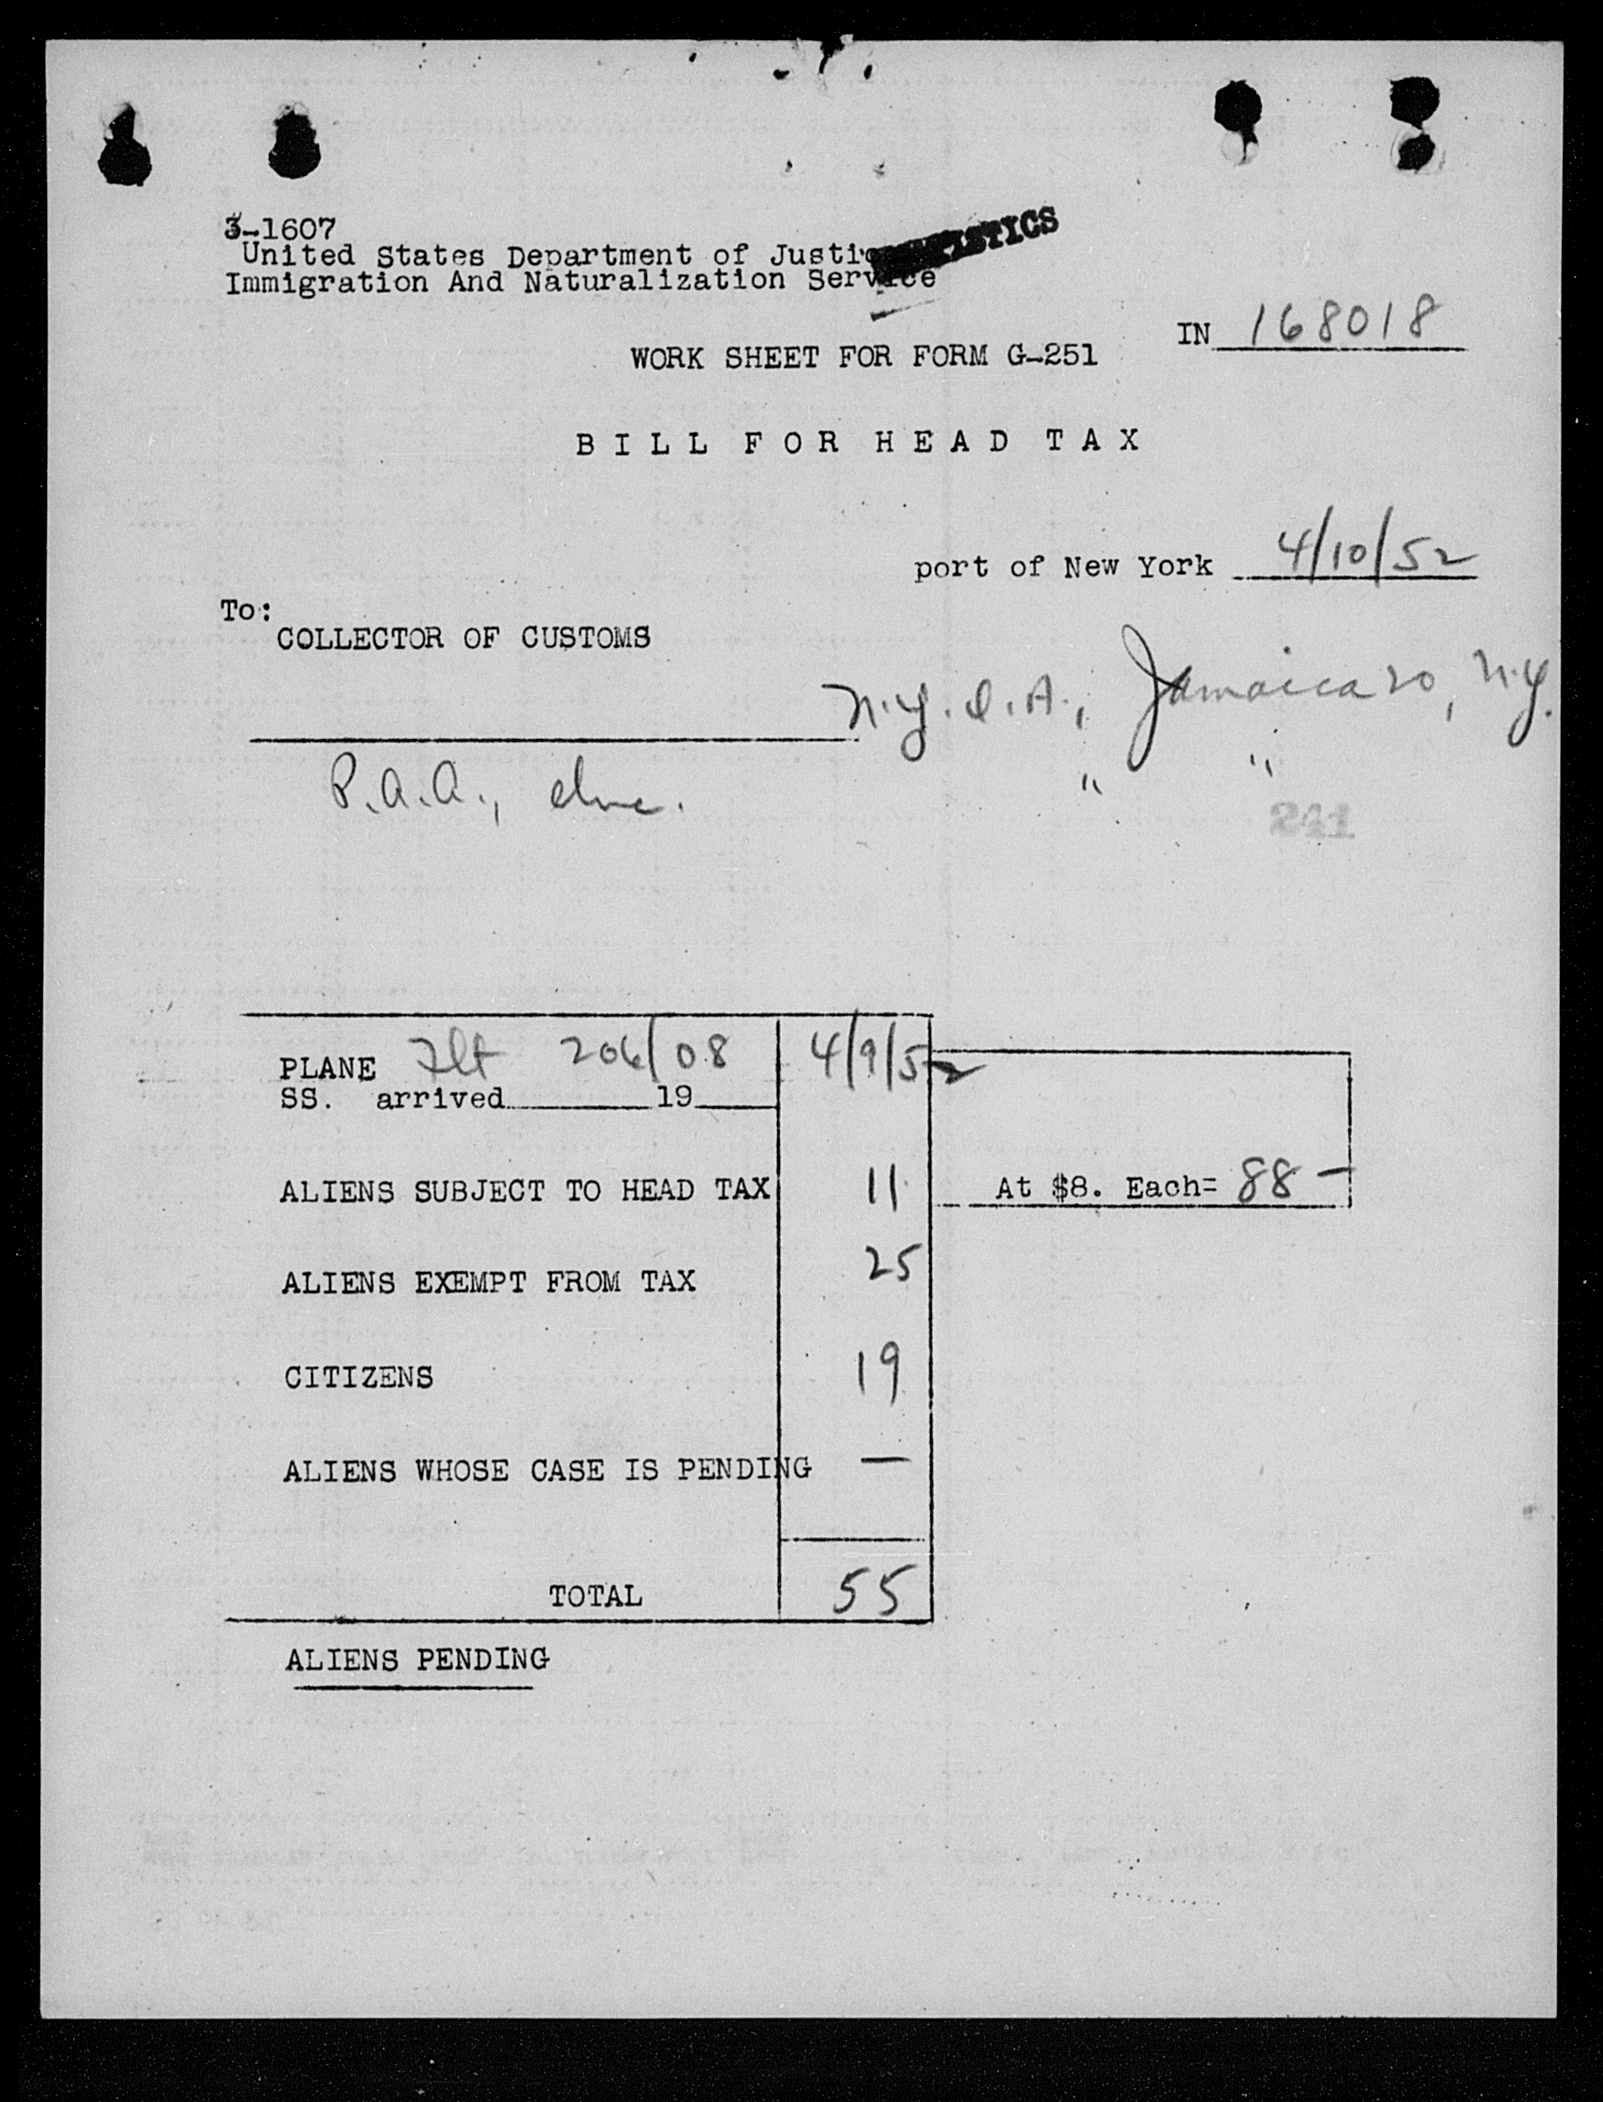 3-1607
United States Department of Justice
Immigration And Naturalization Service
IN 168018
WORK SHEET FOR FORM G-251
BILL FOR HEAD TAX
port of New York 4/10/52
To:
COLLECTOR OF CUSTOMS
N.Y.I.A., Jamaica 20, N.Y.
P.A.A., Inc. " "
241
PLANE Flt 206/08 4/9/52
SS. arrived 19
ALIENS SUBJECT TO HEAD TAX 11 At $8. Each= 88 —
ALIENS EXEMPT FROM TAX 25
CITIZENS 19
ALIENS WHOSE CASE IS PENDING —
TOTAL 55
ALIENS PENDING